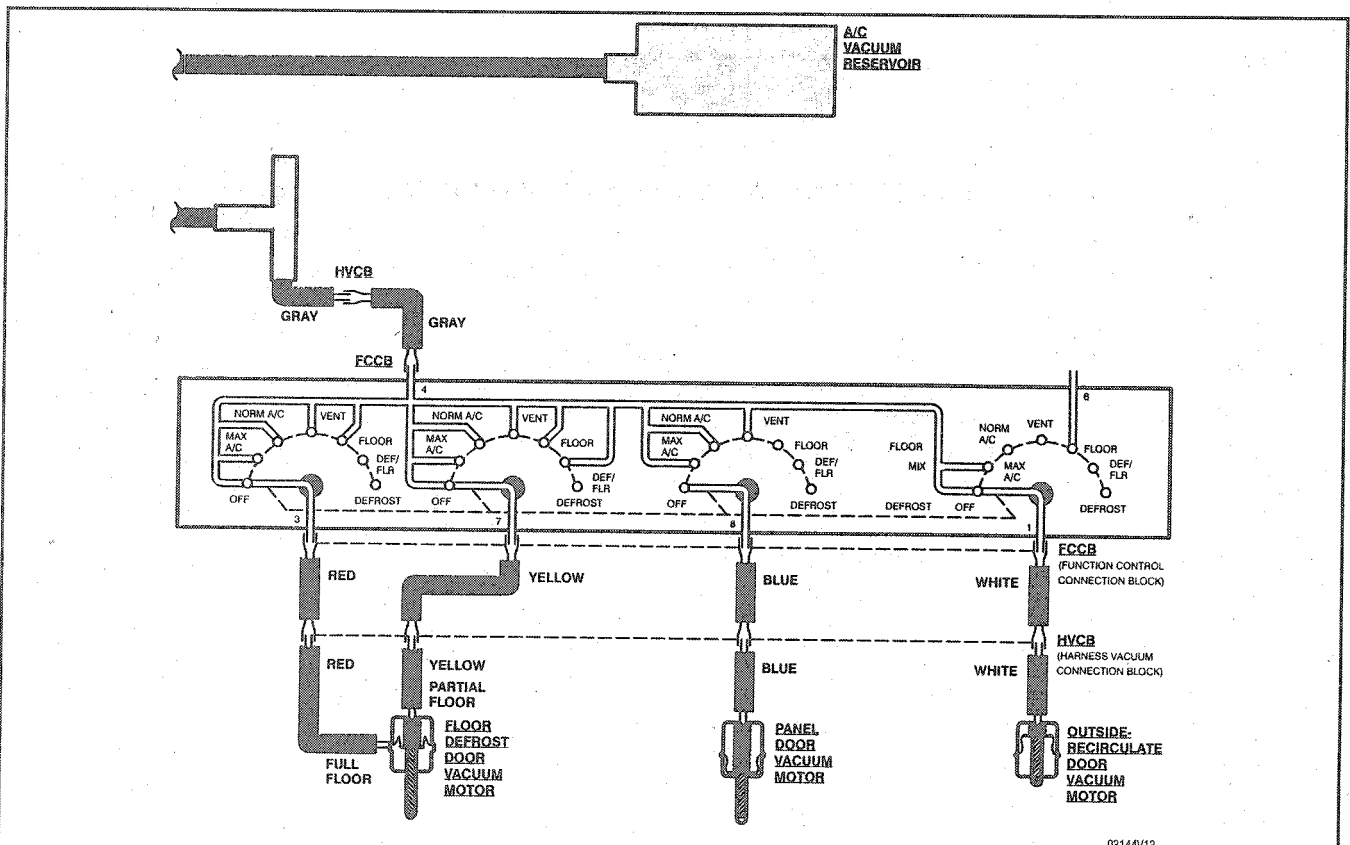 A/C
VACUUM
RESERVOIR
HVCB
GRAY
GRAY
FCCB
4
6
NORM A/C
VENT
MAX
A/C
FLOOR
DEF/
FLR
OFF
DEFROST
3
NORM A/C
VENT
MAX
A/C
FLOOR
DEF/
FLR
OFF
DEFROST
7
NORM A/C
VENT
MAX
A/C
FLOOR
DEF/
FLR
OFF
DEFROST
8
FLOOR
MIX
DEFROST
NORM
A/C
VENT
MAX
A/C
FLOOR
DEF/
FLR
OFF
DEFROST
1
RED
YELLOW
BLUE
WHITE
FCCB
(FUNCTION CONTROL
CONNECTION BLOCK)
RED
YELLOW
PARTIAL
FLOOR
BLUE
WHITE
HVCB
(HARNESS VACUUM
CONNECTION BLOCK)
FULL
FLOOR
FLOOR
DEFROST
DOOR
VACUUM
MOTOR
PANEL
DOOR
VACUUM
MOTOR
OUTSIDE-
RECIRCULATE
DOOR
VACUUM
MOTOR
02144V12